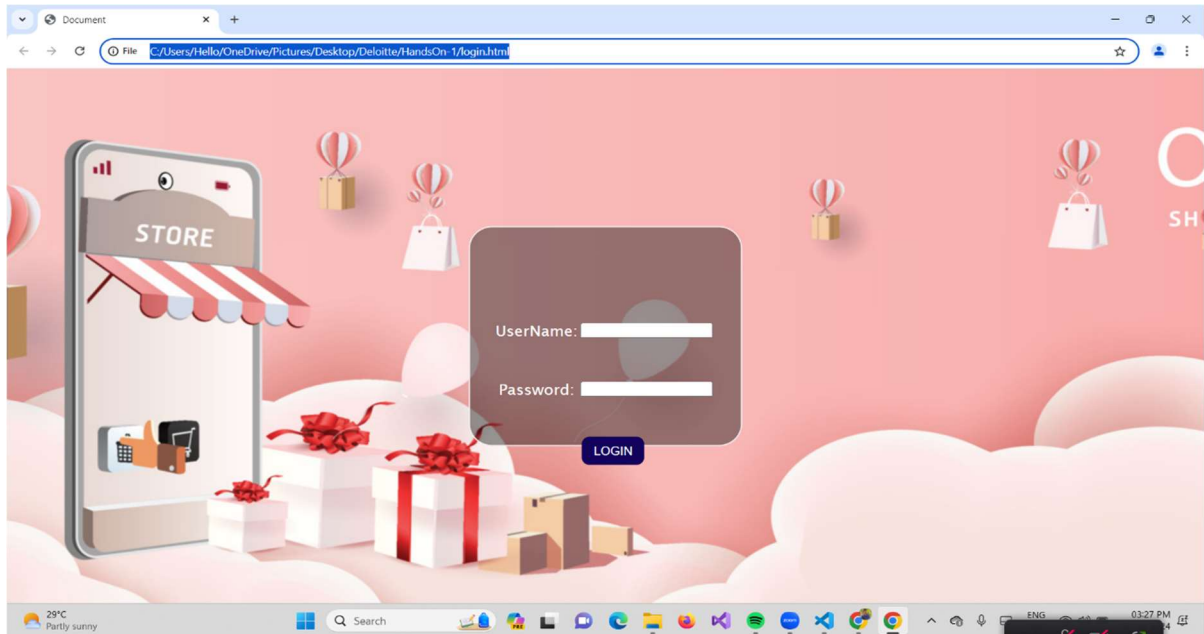 Document
File C:/Users/Hello/OneDrive/Pictures/Desktop/Deloitte/HandsOn-1/login.html
STORE
O
SH
UserName:
Password:
LOGIN
29°C
Partly sunny
Search
ENG
03:27 PM